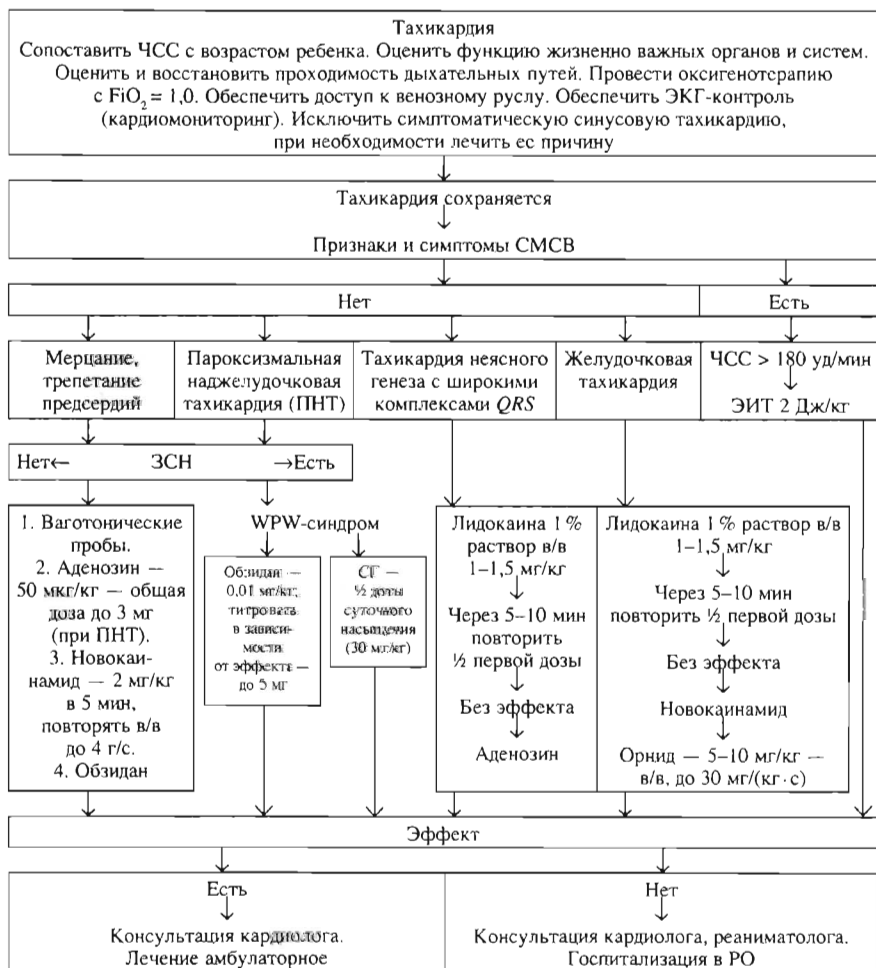 Тахикардия
Сопоставить ЧСС с возрастом ребенка. Оценить функцию жизненно важных органов и систем.
Оценить и восстановить проходимость дыхательных путей. Провести оксигенотерапию
с FiO₂ = 1,0. Обеспечить доступ к венозному руслу. Обеспечить ЭКГ-контроль
(кардиомониторинг). Исключить симптоматическую синусовую тахикардию,
при необходимости лечить ее причину
Тахикардия сохраняется
Признаки и симптомы СМСВ
Нет
Есть
Мерцание,
трепетание
предсердий
Пароксизмальная
наджелудочковая
тахикардия (ПНТ)
Тахикардия неясного
генеза с широкими
комплексами QRS
Желудочковая
тахикардия
ЧСС > 180 уд/мин
ЭИТ 2 Дж/кг
Нет← ЗСН →Есть
1. Ваготонические
пробы.
2. Аденозин —
50 мкг/кг — общая
доза до 3 мг
(при ПНТ).
3. Новокаи-
намид — 2 мг/кг
в 5 мин,
повторять в/в
до 4 г/с.
4. Обзидан
WPW-синдром
Обзидан —
0,01 мг/кг,
титровать
в зависи-
мости
от эффекта —
до 5 мг
СГ —
½ дозы
суточного
насыщения
(30 мг/кг)
Лидокаина 1 %
раствор в/в
1–1,5 мг/кг
Через 5–10 мин
повторить
½ первой дозы
Без эффекта
Аденозин
Лидокаина 1 % раствор в/в
1–1,5 мг/кг
Через 5–10 мин
повторить ½ первой дозы
Без эффекта
Новокаинамид
Орнид — 5–10 мг/кг —
в/в, до 30 мг/(кг · с)
Эффект
Есть
Консультация кардиолога.
Лечение амбулаторное
Нет
Консультация кардиолога, реаниматолога.
Госпитализация в РО